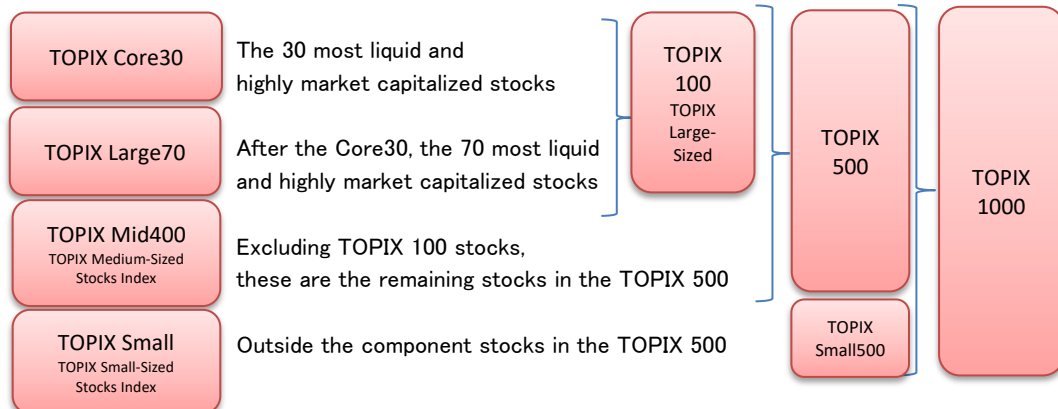 TOPIX Core30
The 30 most liquid and
highly market capitalized stocks
TOPIX Large70
After the Core30, the 70 most liquid
and highly market capitalized stocks
TOPIX Mid400
TOPIX Medium-Sized
Stocks Index
Excluding TOPIX 100 stocks,
these are the remaining stocks in the TOPIX 500
TOPIX Small
TOPIX Small-Sized
Stocks Index
Outside the component stocks in the TOPIX 500
TOPIX
100
TOPIX
Large-
Sized
TOPIX
500
TOPIX
Small500
TOPIX
1000